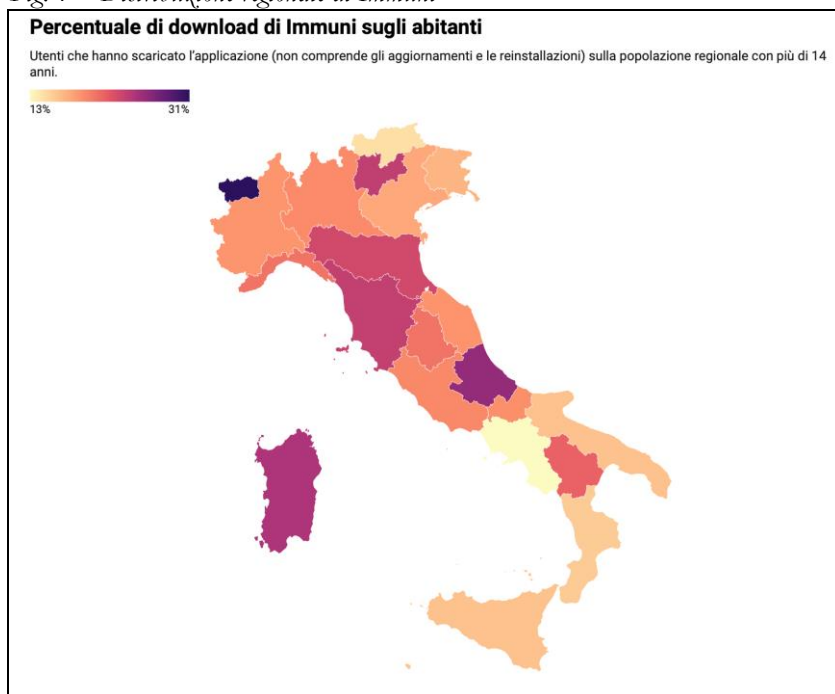 Percentuale di download di Immuni sugli abitanti
Utenti che hanno scaricato l'applicazione (non comprende gli aggiornamenti e le reinstallazioni) sulla popolazione regionale con più di 14
anni.
13% 31%